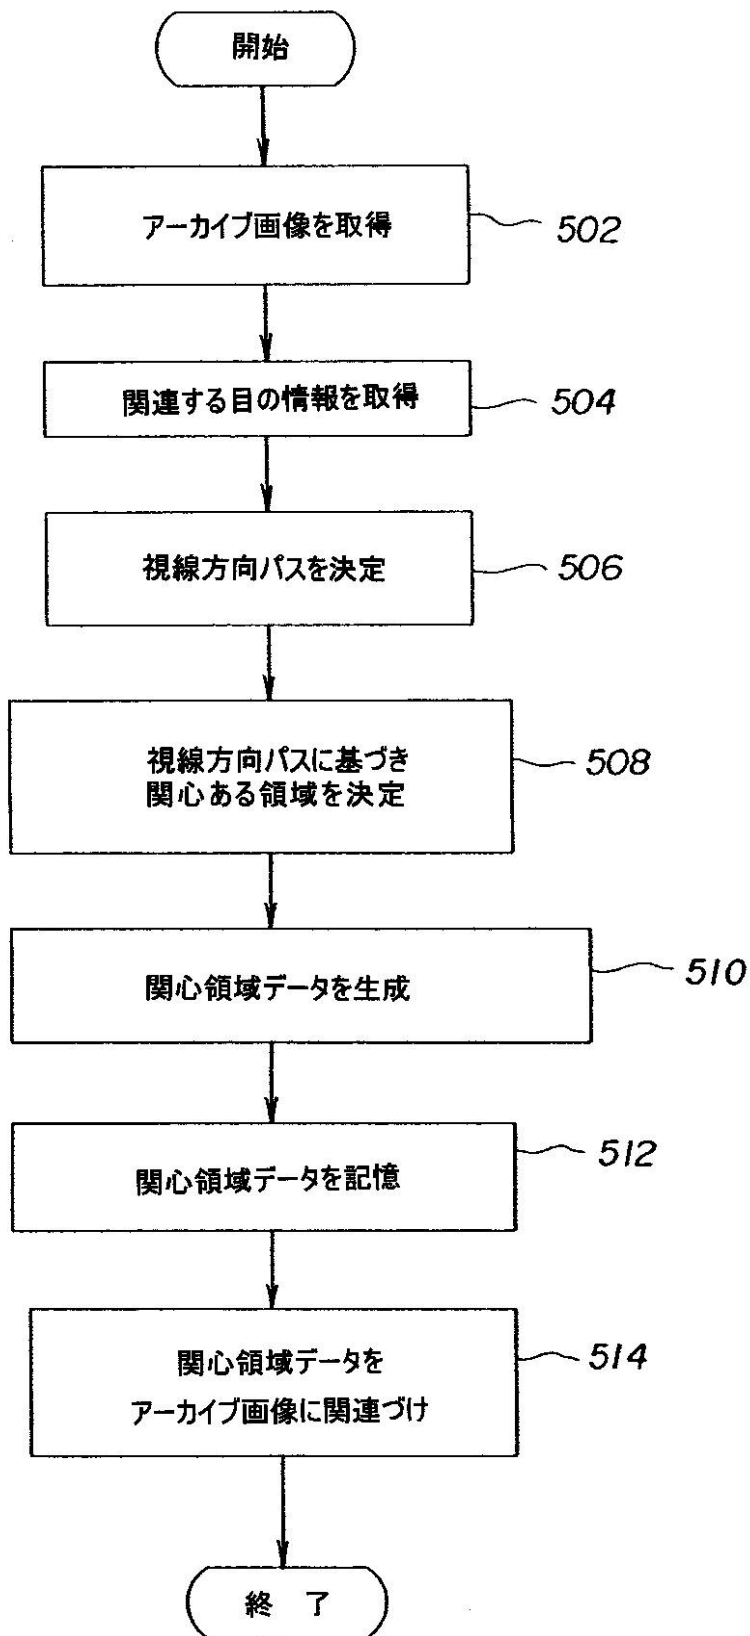 開始
アーカイブ画像を取得
502
関連する目の情報を取得
504
視線方向パスを決定
506
視線方向パスに基づき
関心ある領域を決定
508
関心領域データを生成
510
関心領域データを記憶
512
関心領域データを
アーカイブ画像に関連づけ
514
終 了